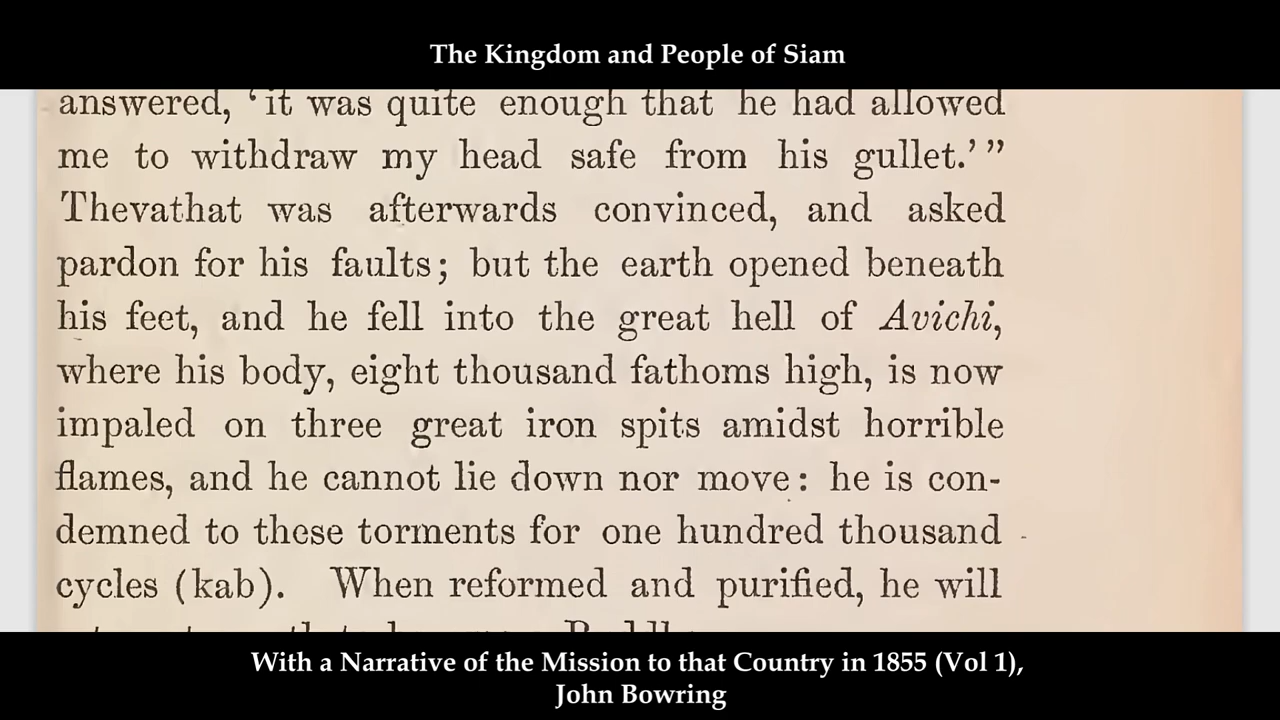 The Kingdom and People of Siam
answered, ‘it was quite enough that he had allowed
me to withdraw my head safe from his gullet.’”
Thevathat was afterwards convinced, and asked
pardon for his faults; but the earth opened beneath
his feet, and he fell into the great hell of Avichi,
where his body, eight thousand fathoms high, is now
impaled on three great iron spits amidst horrible
flames, and he cannot lie down nor move: he is con-
demned to these torments for one hundred thousand
cycles (kab). When reformed and purified, he will
With a Narrative of the Mission to that Country in 1855 (Vol 1),
John Bowring